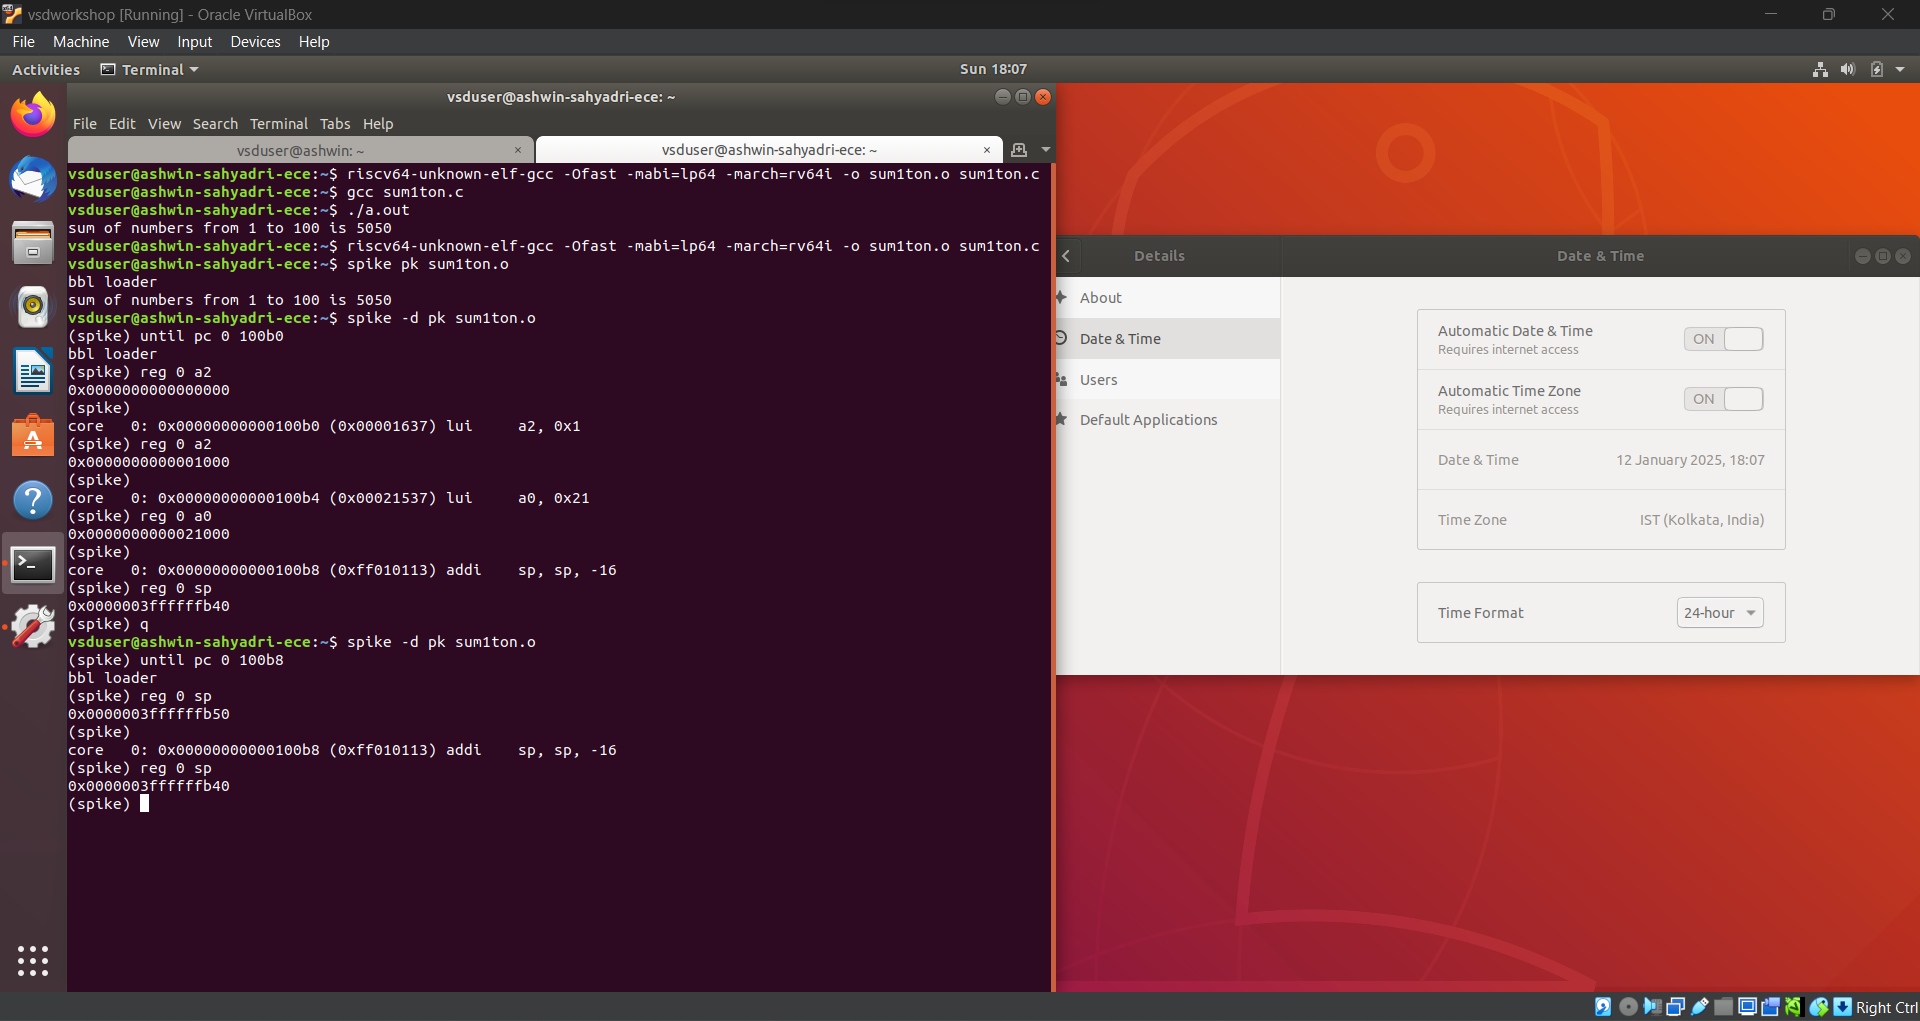 vsdworkshop [Running] - Oracle VirtualBox
File Machine View Input Devices Help
Activities Terminal Sun 18:07
vsduser@ashwin-sahyadri-ece: ~
File Edit View Search Terminal Tabs Help
vsduser@ashwin: ~ × vsduser@ashwin-sahyadri-ece: ~ ×
vsduser@ashwin-sahyadri-ece:~$ riscv64-unknown-elf-gcc -Ofast -mabi=lp64 -march=rv64i -o sum1ton.o sum1ton.c
vsduser@ashwin-sahyadri-ece:~$ gcc sum1ton.c
vsduser@ashwin-sahyadri-ece:~$ ./a.out
sum of numbers from 1 to 100 is 5050
vsduser@ashwin-sahyadri-ece:~$ riscv64-unknown-elf-gcc -Ofast -mabi=lp64 -march=rv64i -o sum1ton.o sum1ton.c
vsduser@ashwin-sahyadri-ece:~$ spike pk sum1ton.o
bbl loader
sum of numbers from 1 to 100 is 5050
vsduser@ashwin-sahyadri-ece:~$ spike -d pk sum1ton.o
(spike) until pc 0 100b0
bbl loader
(spike) reg 0 a2
0x0000000000000000
(spike)
core   0: 0x00000000000100b0 (0x00001637) lui     a2, 0x1
(spike) reg 0 a2
0x0000000000001000
(spike)
core   0: 0x00000000000100b4 (0x00021537) lui     a0, 0x21
(spike) reg 0 a0
0x0000000000021000
(spike)
core   0: 0x00000000000100b8 (0xff010113) addi    sp, sp, -16
(spike) reg 0 sp
0x0000003ffffffb40
(spike) q
vsduser@ashwin-sahyadri-ece:~$ spike -d pk sum1ton.o
(spike) until pc 0 100b8
bbl loader
(spike) reg 0 sp
0x0000003ffffffb50
(spike)
core   0: 0x00000000000100b8 (0xff010113) addi    sp, sp, -16
(spike) reg 0 sp
0x0000003ffffffb40
(spike)
Details Date & Time
About
Date & Time
Users
Default Applications
Automatic Date & Time ON
Requires internet access
Automatic Time Zone ON
Requires internet access
Date & Time 12 January 2025, 18:07
Time Zone IST (Kolkata, India)
Time Format 24-hour
Right Ctrl